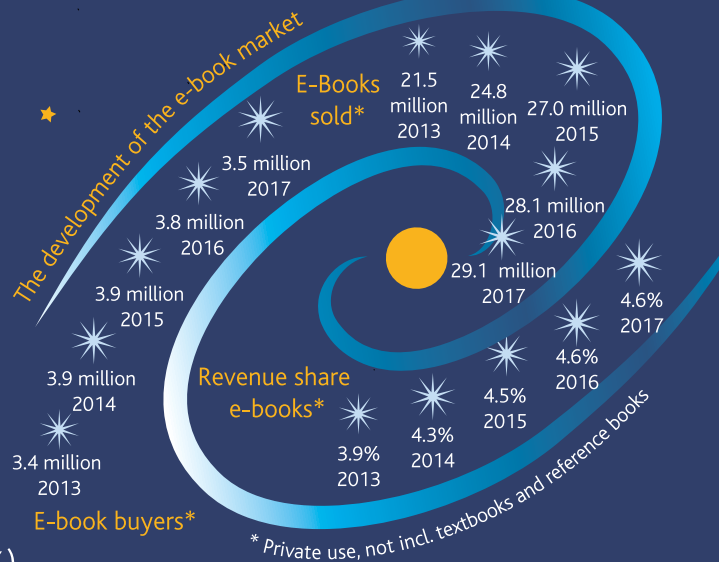 The development of the e-book market
E-Books
sold*
21.5
million
2013
24.8
million
2014
27.0 million
2015
28.1 million
2016
29.1 million
2017
3.5 million
2017
3.8 million
2016
3.9 million
2015
3.9 million
2014
3.4 million
2013
E-book buyers*
Revenue share
e-books*
3.9%
2013
4.3%
2014
4.5%
2015
4.6%
2016
4.6%
2017
* Private use, not incl. textbooks and reference books